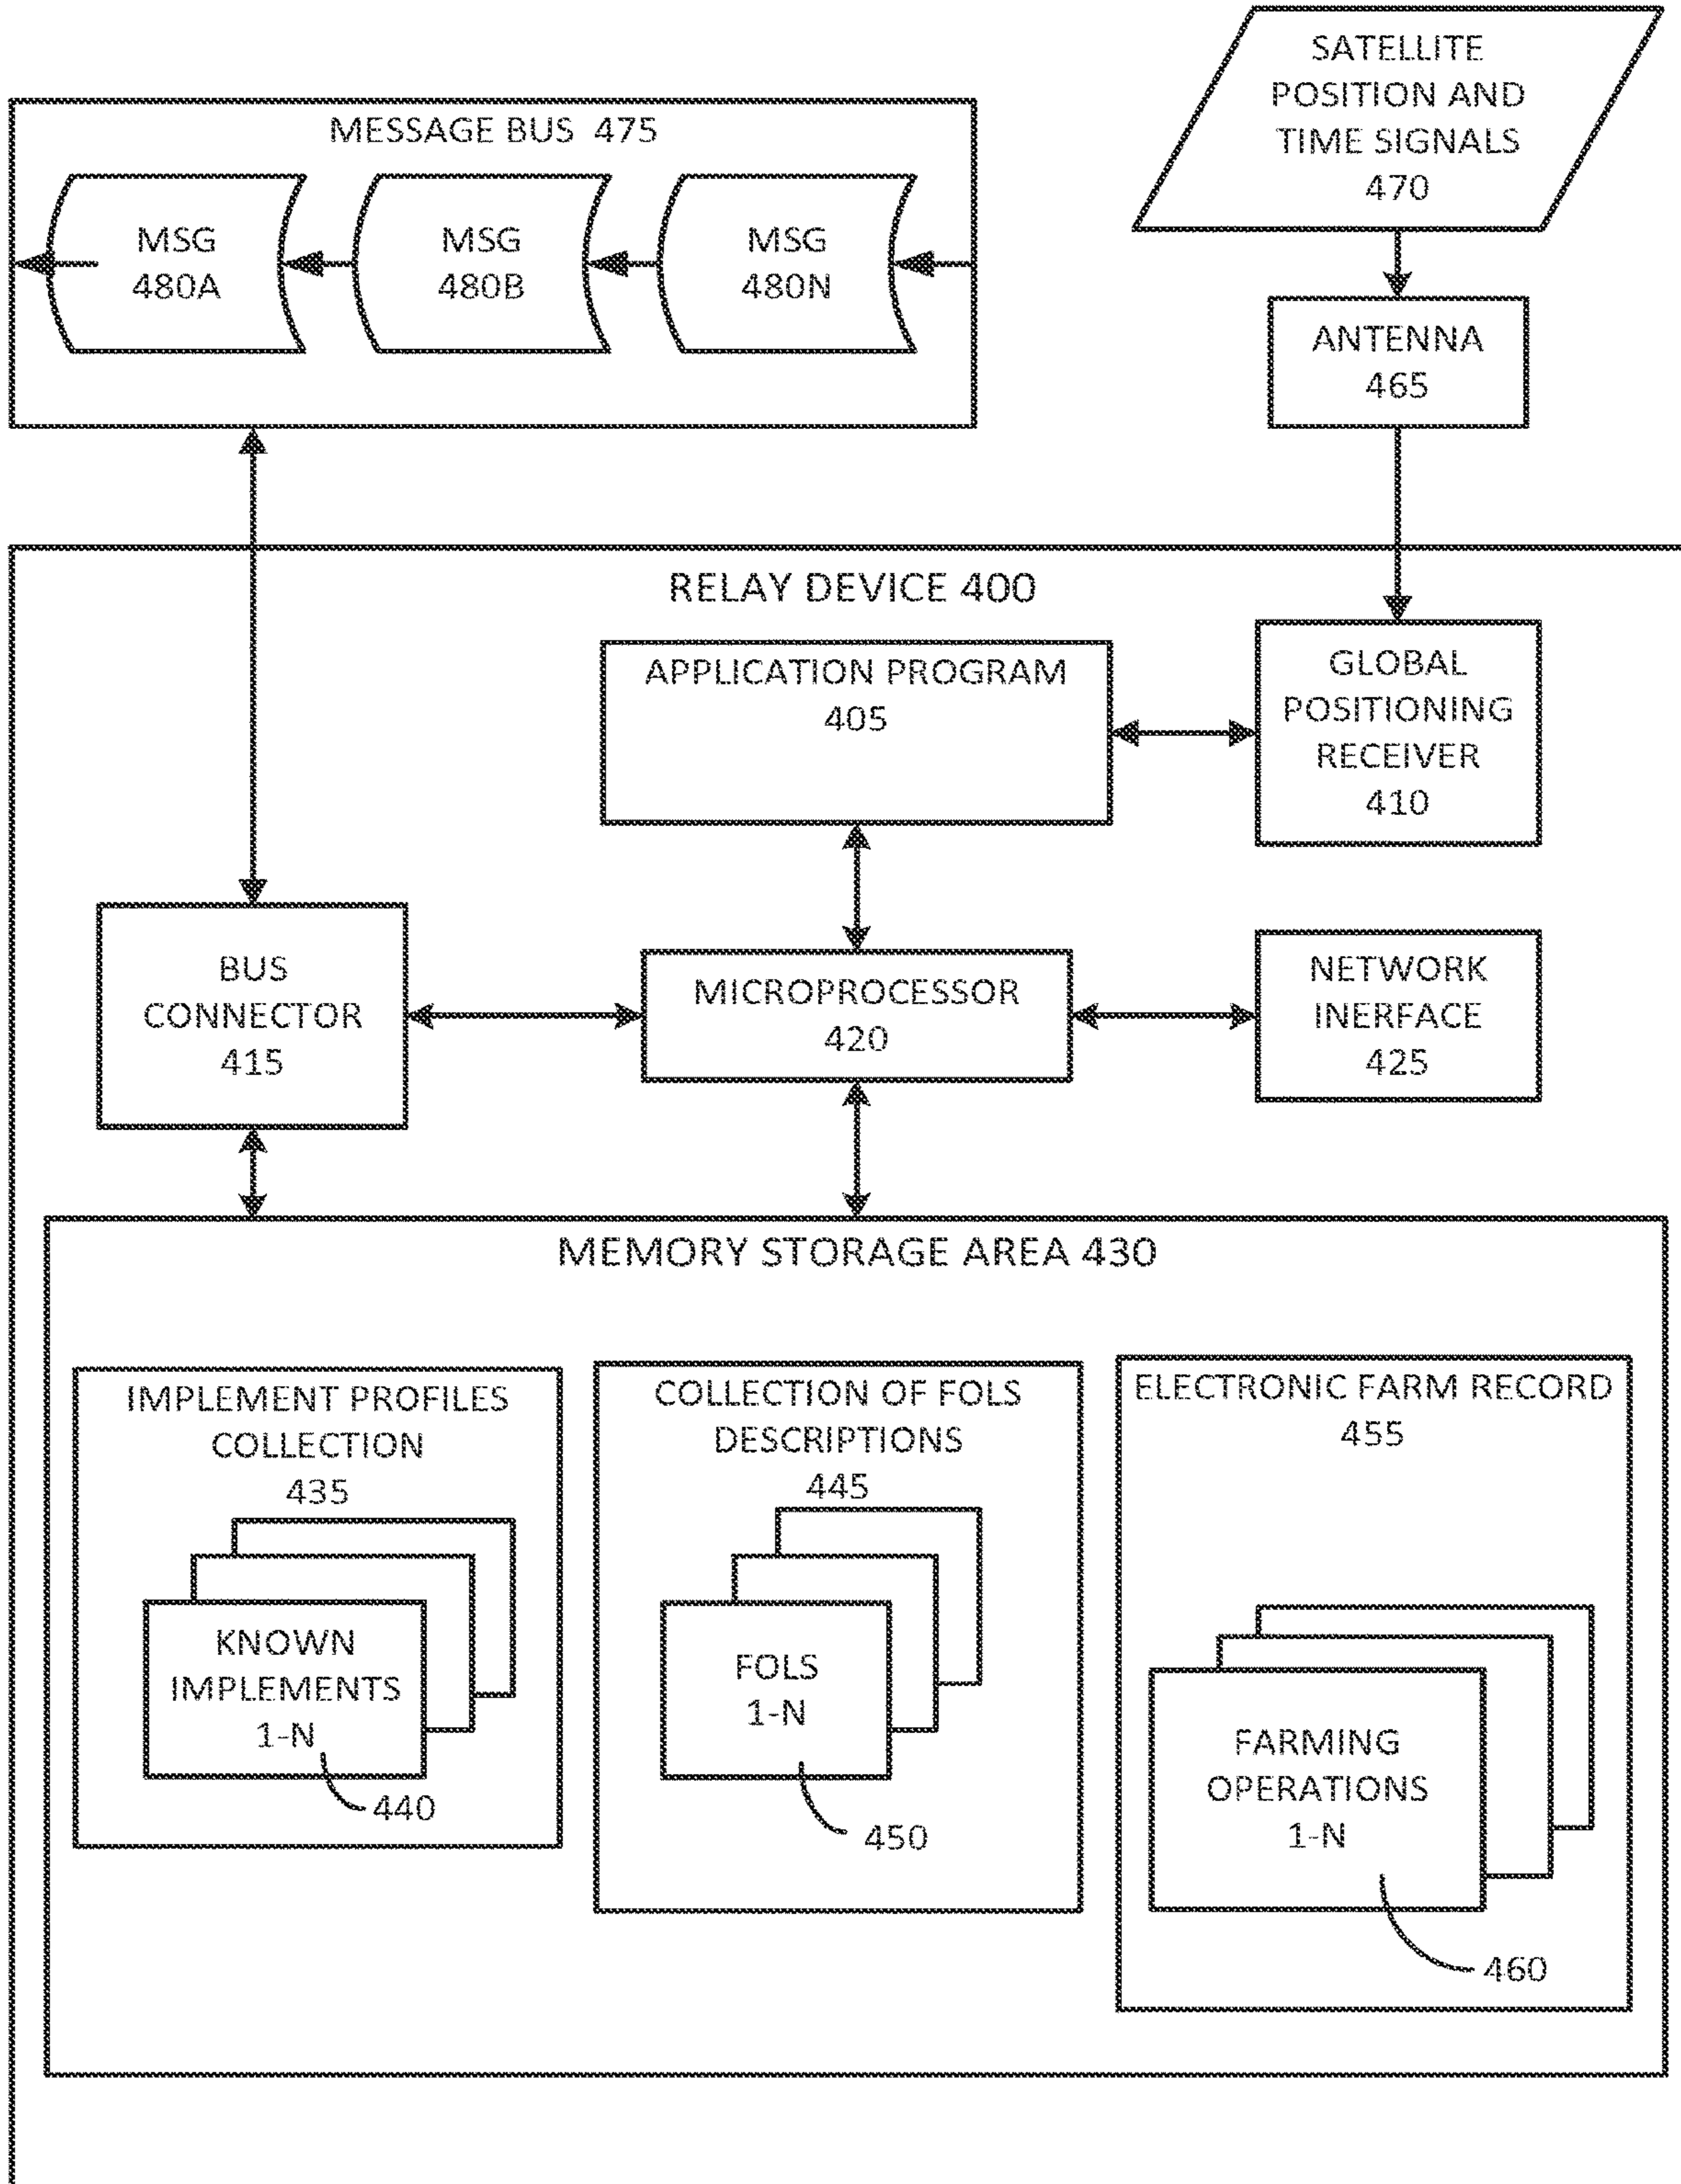 SATELLITE
POSITION AND
TIME SIGNALS
470
MESSAGE BUS 475
MSG
480A
MSG
480B
MSG
480N
ANTENNA
465
RELAY DEVICE 400
APPLICATION PROGRAM
405
GLOBAL
POSITIONING
RECEIVER
410
BUS
CONNECTOR
415
MICROPROCESSOR
420
NETWORK
INERFACE
425
MEMORY STORAGE AREA 430
IMPLEMENT PROFILES
COLLECTION
435
KNOWN
IMPLEMENTS
1-N
440
COLLECTION OF FOLS
DESCRIPTIONS
445
FOLS
1-N
450
ELECTRONIC FARM RECORD
455
FARMING
OPERATIONS
1-N
460